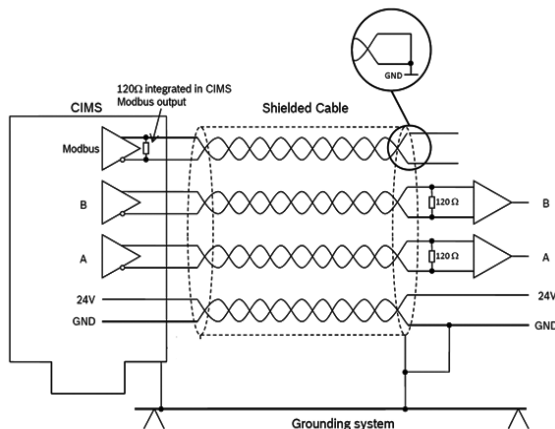 GND
120Ω integrated in CIMS
Modbus output
CIMS
Shielded Cable
Modbus
B
120 Ω
B
A
120 Ω
A
24V
24V
GND
GND
Grounding system